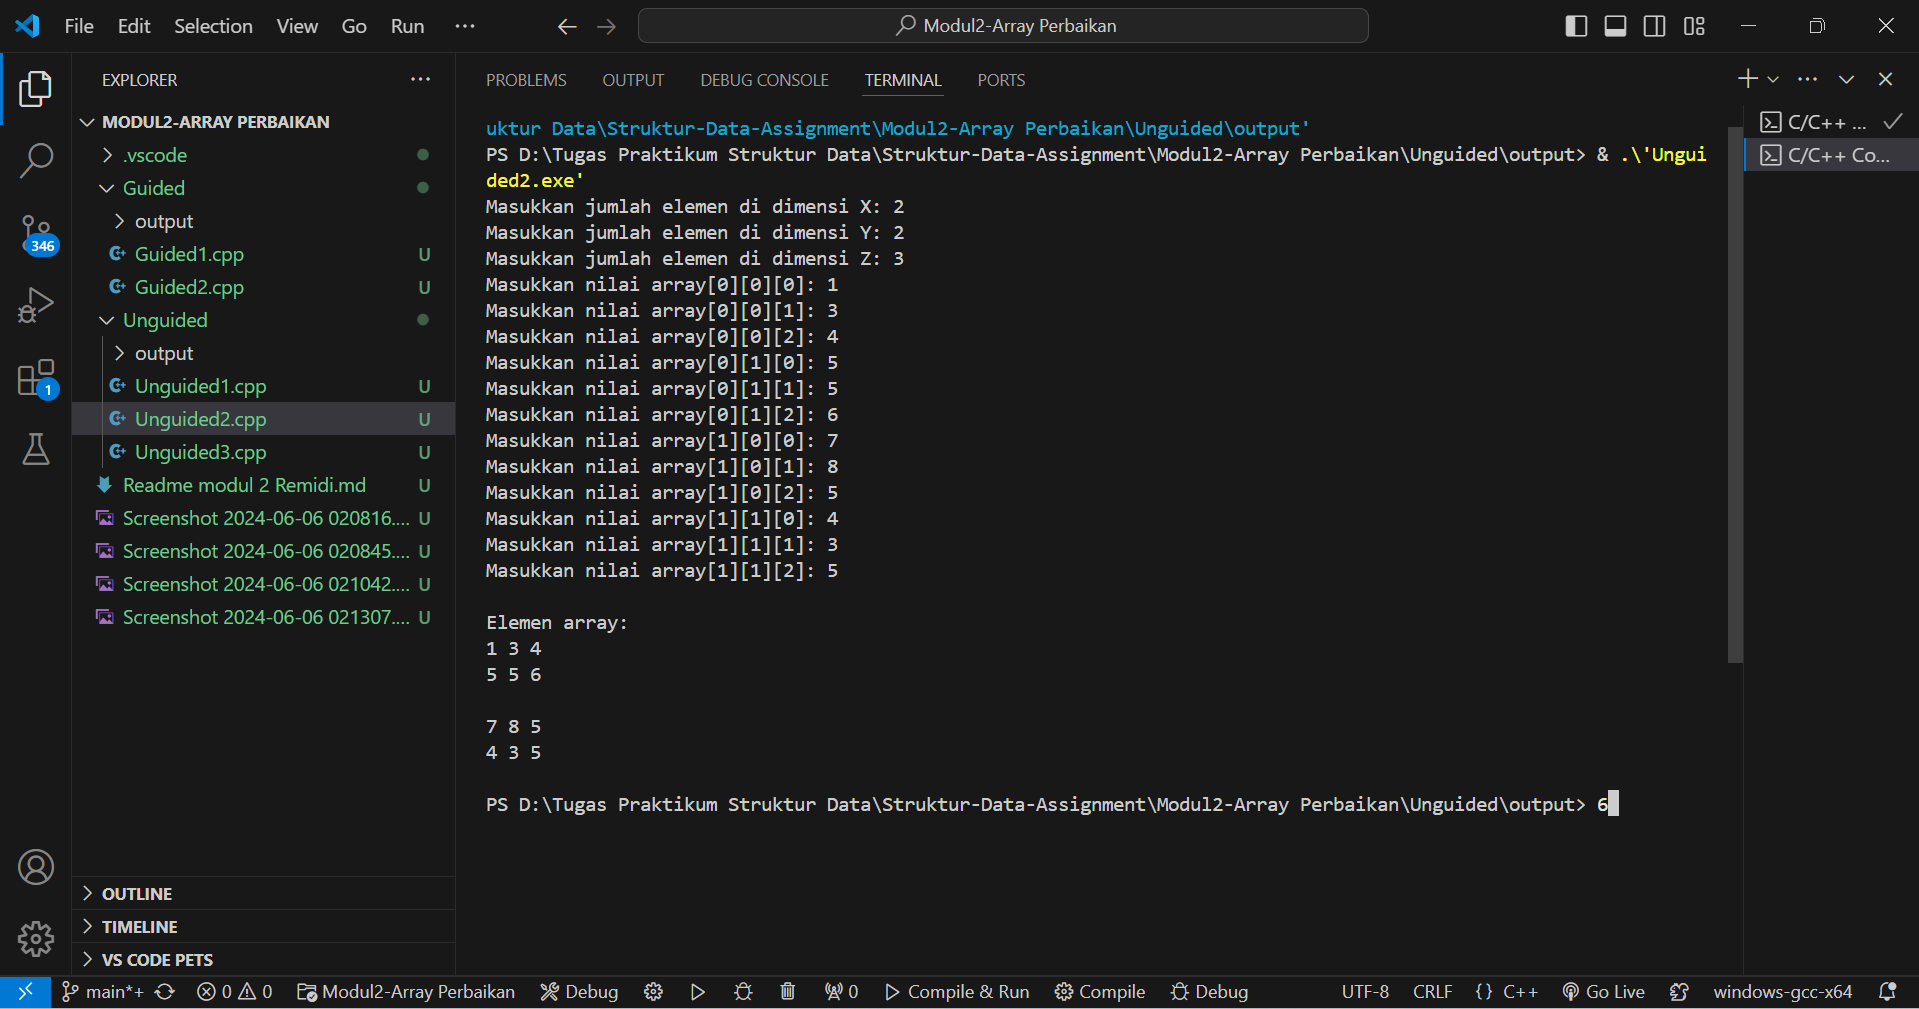 File Edit Selection View Go Run ···
Modul2-Array Perbaikan
EXPLORER
MODUL2-ARRAY PERBAIKAN
.vscode
Guided
output
Guided1.cpp U
Guided2.cpp U
Unguided
output
Unguided1.cpp U
Unguided2.cpp U
Unguided3.cpp U
Readme modul 2 Remidi.md U
Screenshot 2024-06-06 020816.... U
Screenshot 2024-06-06 020845.... U
Screenshot 2024-06-06 021042.... U
Screenshot 2024-06-06 021307.... U
OUTLINE
TIMELINE
VS CODE PETS
346
1
PROBLEMS OUTPUT DEBUG CONSOLE TERMINAL PORTS
uktur Data\Struktur-Data-Assignment\Modul2-Array Perbaikan\Unguided\output'
PS D:\Tugas Praktikum Struktur Data\Struktur-Data-Assignment\Modul2-Array Perbaikan\Unguided\output> & .\'Ungui
ded2.exe'
Masukkan jumlah elemen di dimensi X: 2
Masukkan jumlah elemen di dimensi Y: 2
Masukkan jumlah elemen di dimensi Z: 3
Masukkan nilai array[0][0][0]: 1
Masukkan nilai array[0][0][1]: 3
Masukkan nilai array[0][0][2]: 4
Masukkan nilai array[0][1][0]: 5
Masukkan nilai array[0][1][1]: 5
Masukkan nilai array[0][1][2]: 6
Masukkan nilai array[1][0][0]: 7
Masukkan nilai array[1][0][1]: 8
Masukkan nilai array[1][0][2]: 5
Masukkan nilai array[1][1][0]: 4
Masukkan nilai array[1][1][1]: 3
Masukkan nilai array[1][1][2]: 5
Elemen array:
1 3 4
5 5 6
7 8 5
4 3 5
PS D:\Tugas Praktikum Struktur Data\Struktur-Data-Assignment\Modul2-Array Perbaikan\Unguided\output> 6
C/C++ ...
C/C++ Co...
main*+ 0 0 Modul2-Array Perbaikan Debug 0 Compile & Run Compile Debug UTF-8 CRLF {} C++ Go Live windows-gcc-x64